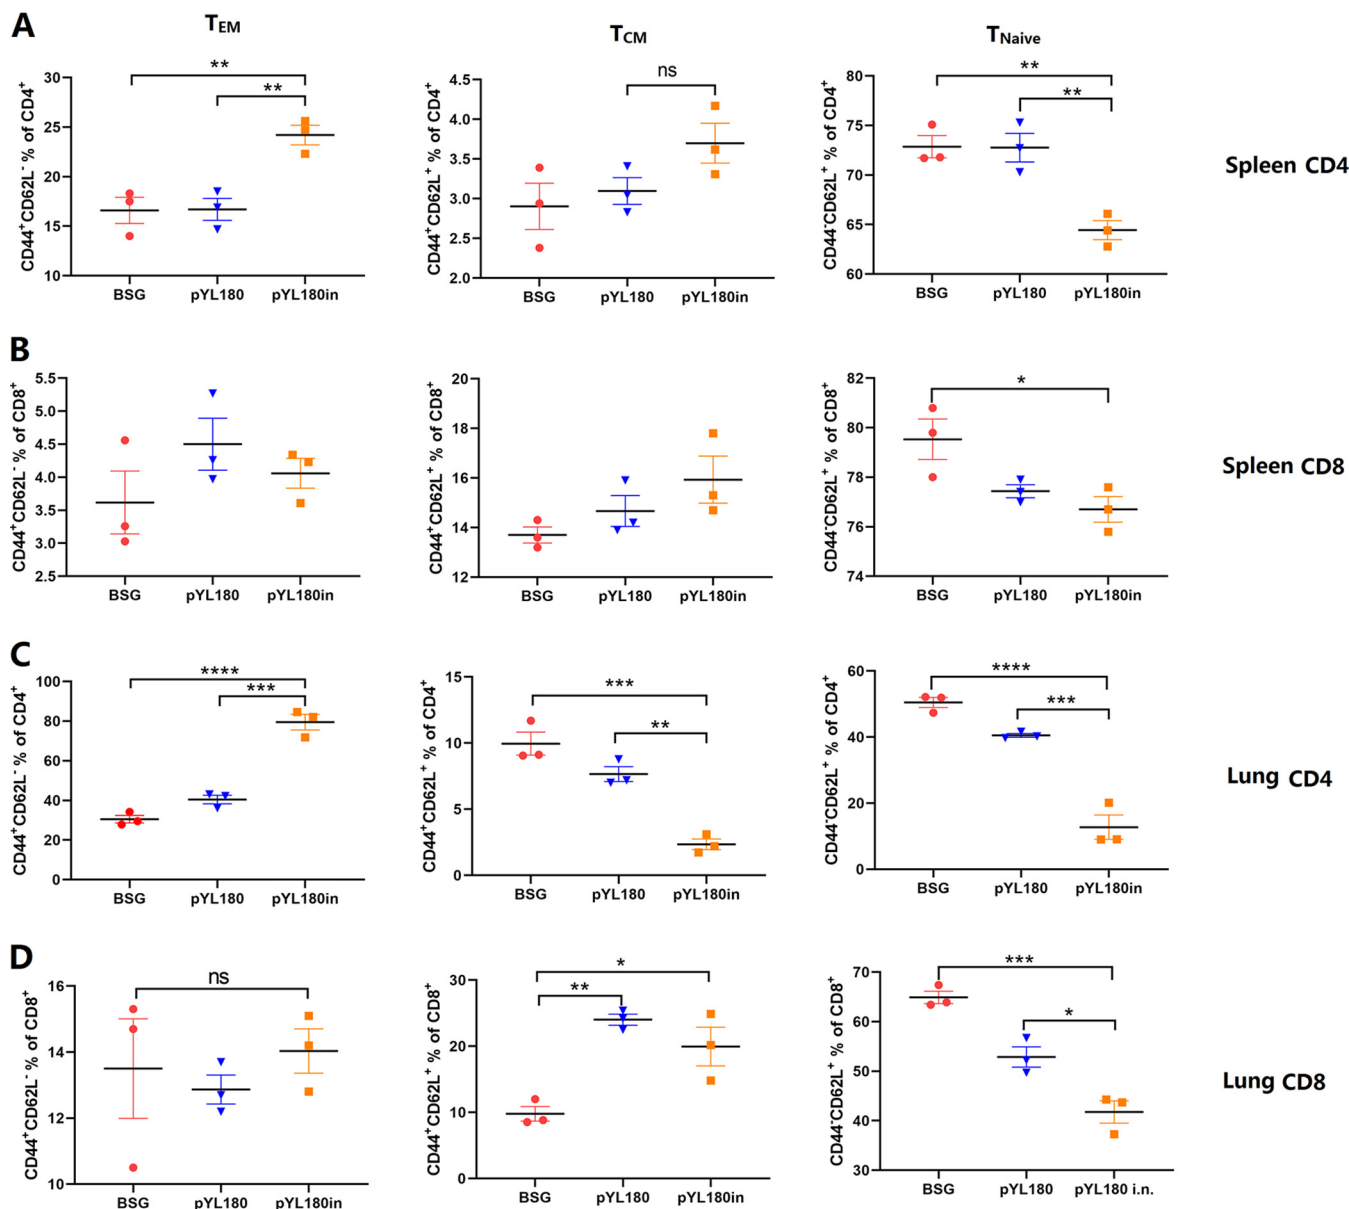 A
T_EM
T_CM
T_Naive
CD44⁺CD62L⁻ % of CD4⁺
30
25
20
15
10
**
**
BSG
pYL180
pYL180in
CD44⁺CD62L⁺ % of CD4⁺
4.5
4.0
3.5
3.0
2.5
2.0
ns
BSG
pYL180
pYL180in
CD44⁻CD62L⁺ % of CD4⁺
80
75
70
65
60
**
**
BSG
pYL180
pYL180in
Spleen CD4
B
CD44⁺CD62L⁻ % of CD8⁺
5.5
5.0
4.5
4.0
3.5
3.0
2.5
BSG
pYL180
pYL180in
CD44⁺CD62L⁺ % of CD8⁺
20
18
16
14
12
BSG
pYL180
pYL180in
CD44⁻CD62L⁺ % of CD8⁺
82
80
78
76
74
*
BSG
pYL180
pYL180in
Spleen CD8
C
CD44⁺CD62L⁻ % of CD4⁺
100
80
60
40
20
0
****
***
BSG
pYL180
pYL180in
CD44⁺CD62L⁺ % of CD4⁺
15
10
5
0
***
**
BSG
pYL180
pYL180in
CD44⁻CD62L⁺ % of CD4⁺
60
40
20
0
****
***
BSG
pYL180
pYL180in
Lung CD4
D
CD44⁺CD62L⁻ % of CD8⁺
16
14
12
10
ns
BSG
pYL180
pYL180in
CD44⁺CD62L⁺ % of CD8⁺
30
20
10
0
*
**
BSG
pYL180
pYL180in
CD44⁻CD62L⁺ % of CD8⁺
70
60
50
40
30
***
*
BSG
pYL180
pYL180 i.n.
Lung CD8